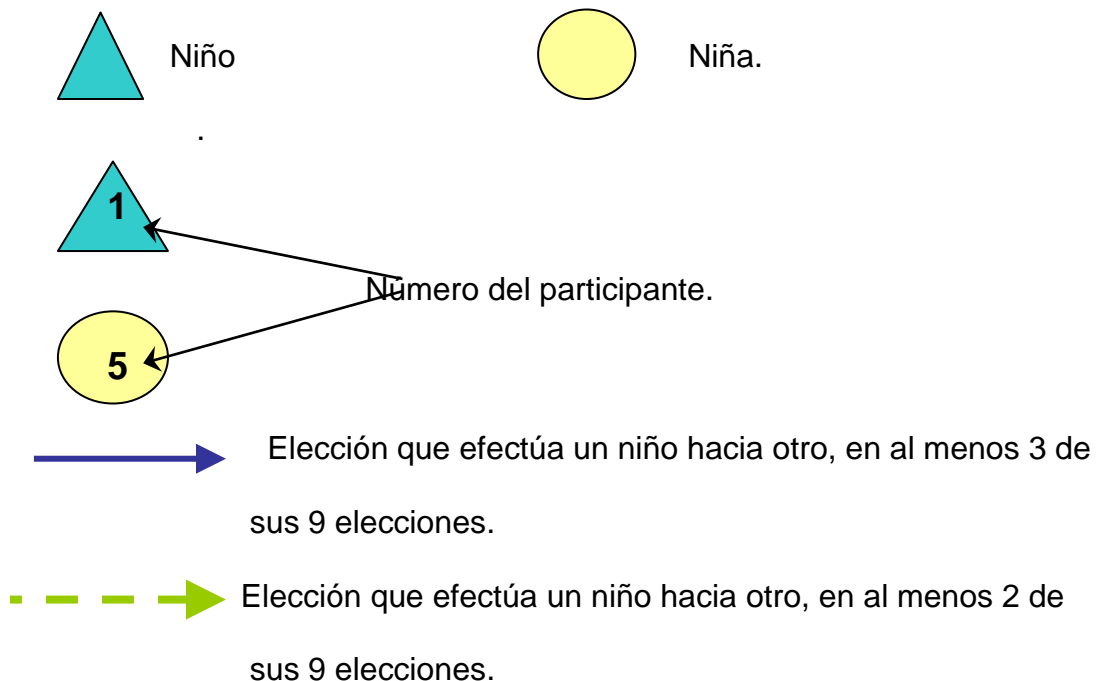 Niño
Niña.
.
1
Número del participante.
5
Elección que efectúa un niño hacia otro, en al menos 3 de
sus 9 elecciones.
Elección que efectúa un niño hacia otro, en al menos 2 de
sus 9 elecciones.